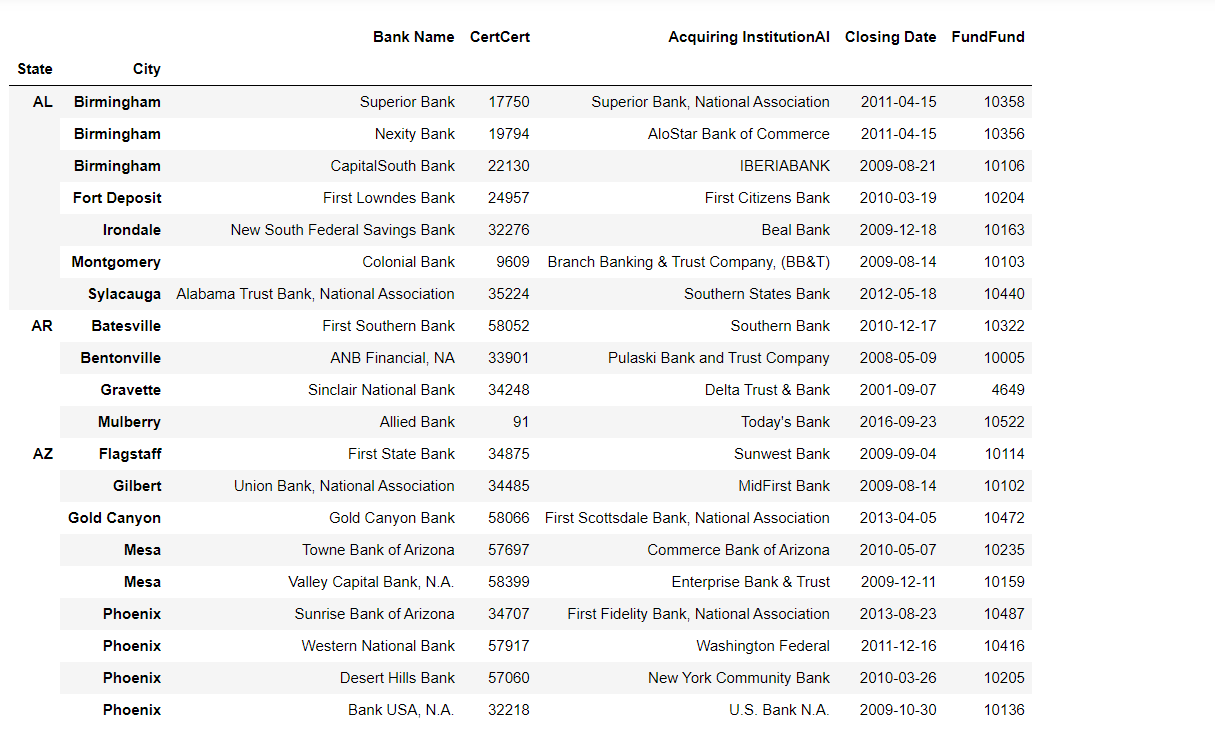 Bank Name CertCert Acquiring InstitutionAI Closing Date FundFund
State City
AL Birmingham Superior Bank 17750 Superior Bank, National Association 2011-04-15 10358
Birmingham Nexity Bank 19794 AloStar Bank of Commerce 2011-04-15 10356
Birmingham CapitalSouth Bank 22130 IBERIABANK 2009-08-21 10106
Fort Deposit First Lowndes Bank 24957 First Citizens Bank 2010-03-19 10204
Irondale New South Federal Savings Bank 32276 Beal Bank 2009-12-18 10163
Montgomery Colonial Bank 9609 Branch Banking & Trust Company, (BB&T) 2009-08-14 10103
Sylacauga Alabama Trust Bank, National Association 35224 Southern States Bank 2012-05-18 10440
AR Batesville First Southern Bank 58052 Southern Bank 2010-12-17 10322
Bentonville ANB Financial, NA 33901 Pulaski Bank and Trust Company 2008-05-09 10005
Gravette Sinclair National Bank 34248 Delta Trust & Bank 2001-09-07 4649
Mulberry Allied Bank 91 Today's Bank 2016-09-23 10522
AZ Flagstaff First State Bank 34875 Sunwest Bank 2009-09-04 10114
Gilbert Union Bank, National Association 34485 MidFirst Bank 2009-08-14 10102
Gold Canyon Gold Canyon Bank 58066 First Scottsdale Bank, National Association 2013-04-05 10472
Mesa Towne Bank of Arizona 57697 Commerce Bank of Arizona 2010-05-07 10235
Mesa Valley Capital Bank, N.A. 58399 Enterprise Bank & Trust 2009-12-11 10159
Phoenix Sunrise Bank of Arizona 34707 First Fidelity Bank, National Association 2013-08-23 10487
Phoenix Western National Bank 57917 Washington Federal 2011-12-16 10416
Phoenix Desert Hills Bank 57060 New York Community Bank 2010-03-26 10205
Phoenix Bank USA, N.A. 32218 U.S. Bank N.A. 2009-10-30 10136